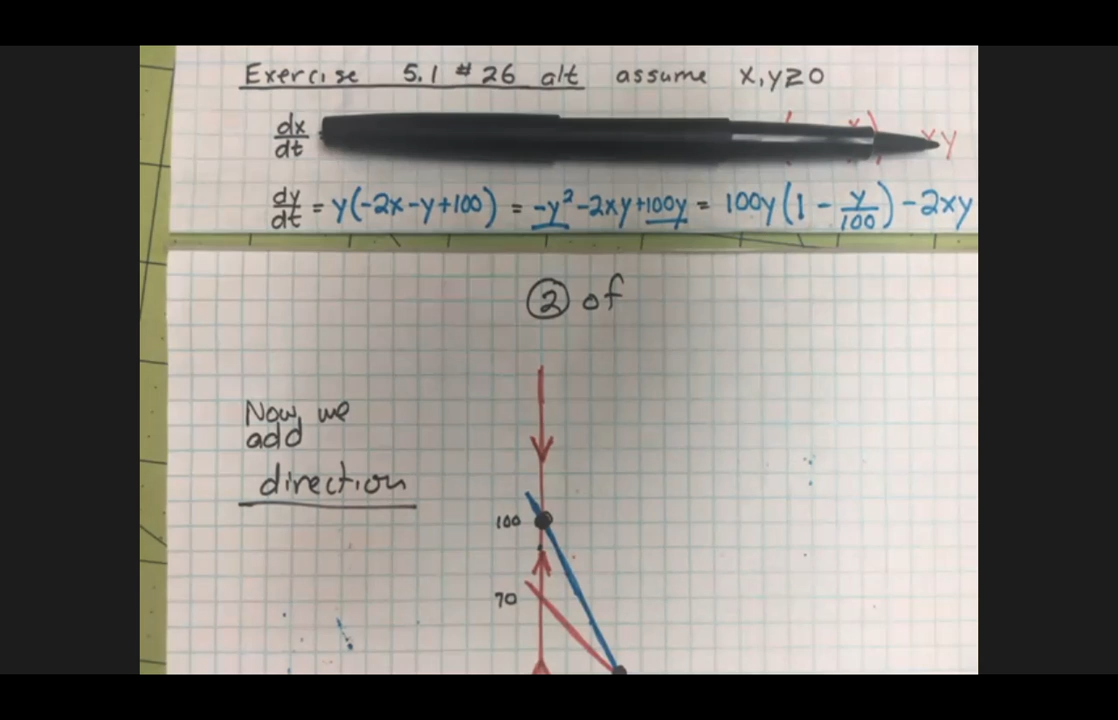 Exercise 5.1 #26 alt assume x,y≥0
dx/dt xy
dy/dt = y(-2x-y+100) = -y²-2xy+100y = 100y(1 - y/100) - 2xy
② of
Now, we
add
direction
100
70